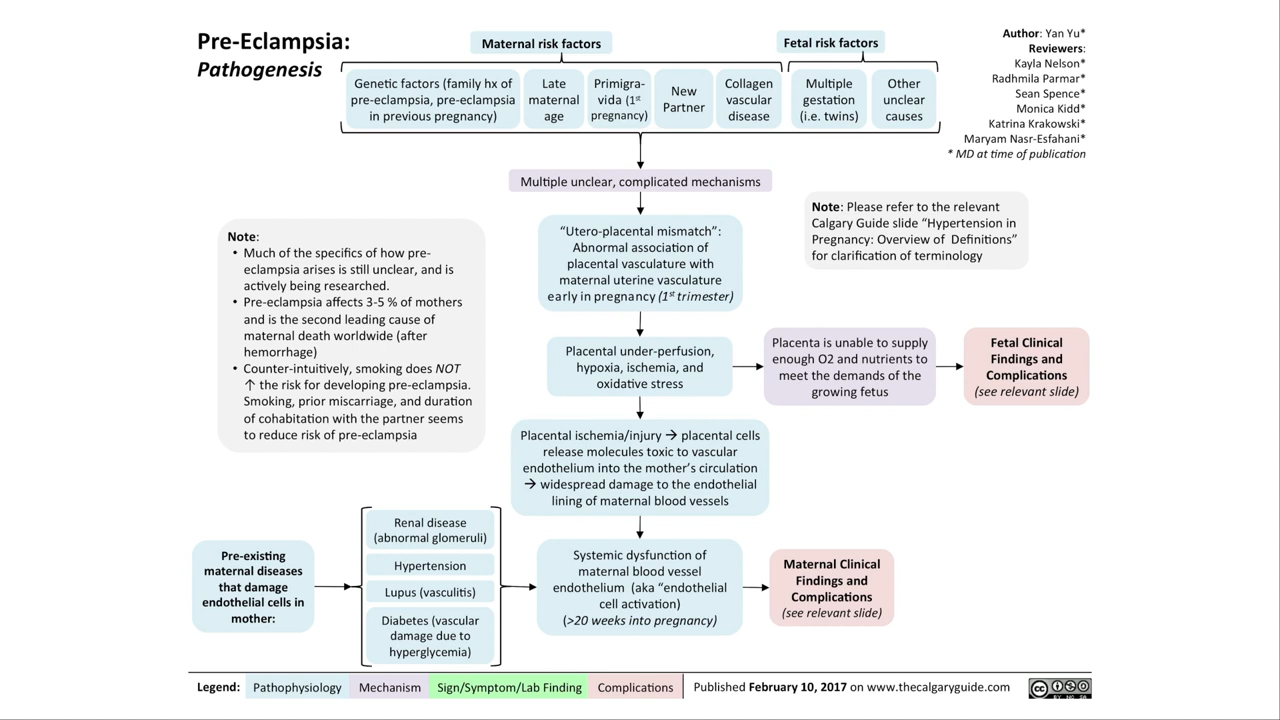 Pre-Eclampsia:
Pathogenesis
Author: Yan Yu*
Reviewers:
Kayla Nelson*
Radhmila Parmar*
Sean Spence*
Monica Kidd*
Katrina Krakowski*
Maryam Nasr-Esfahani*
* MD at time of publication
Maternal risk factors
Fetal risk factors
Genetic factors (family hx of
pre-eclampsia, pre-eclampsia
in previous pregnancy)
Late
maternal
age
Primigra-
vida (1st
pregnancy)
New
Partner
Collagen
vascular
disease
Multiple
gestation
(i.e. twins)
Other
unclear
causes
Multiple unclear, complicated mechanisms
Note: Please refer to the relevant
Calgary Guide slide “Hypertension in
Pregnancy: Overview of Definitions”
for clarification of terminology
Note:
• Much of the specifics of how pre-
eclampsia arises is still unclear, and is
actively being researched.
• Pre-eclampsia affects 3-5 % of mothers
and is the second leading cause of
maternal death worldwide (after
hemorrhage)
• Counter-intuitively, smoking does NOT
↑ the risk for developing pre-eclampsia.
Smoking, prior miscarriage, and duration
of cohabitation with the partner seems
to reduce risk of pre-eclampsia
“Utero-placental mismatch”:
Abnormal association of
placental vasculature with
maternal uterine vasculature
early in pregnancy (1st trimester)
Placental under-perfusion,
hypoxia, ischemia, and
oxidative stress
Placenta is unable to supply
enough O2 and nutrients to
meet the demands of the
growing fetus
Fetal Clinical
Findings and
Complications
(see relevant slide)
Placental ischemia/injury → placental cells
release molecules toxic to vascular
endothelium into the mother’s circulation
→ widespread damage to the endothelial
lining of maternal blood vessels
Pre-existing
maternal diseases
that damage
endothelial cells in
mother:
Renal disease
(abnormal glomeruli)
Hypertension
Lupus (vasculitis)
Diabetes (vascular
damage due to
hyperglycemia)
Systemic dysfunction of
maternal blood vessel
endothelium (aka “endothelial
cell activation)
(>20 weeks into pregnancy)
Maternal Clinical
Findings and
Complications
(see relevant slide)
Legend: Pathophysiology Mechanism Sign/Symptom/Lab Finding Complications Published February 10, 2017 on www.thecalgaryguide.com